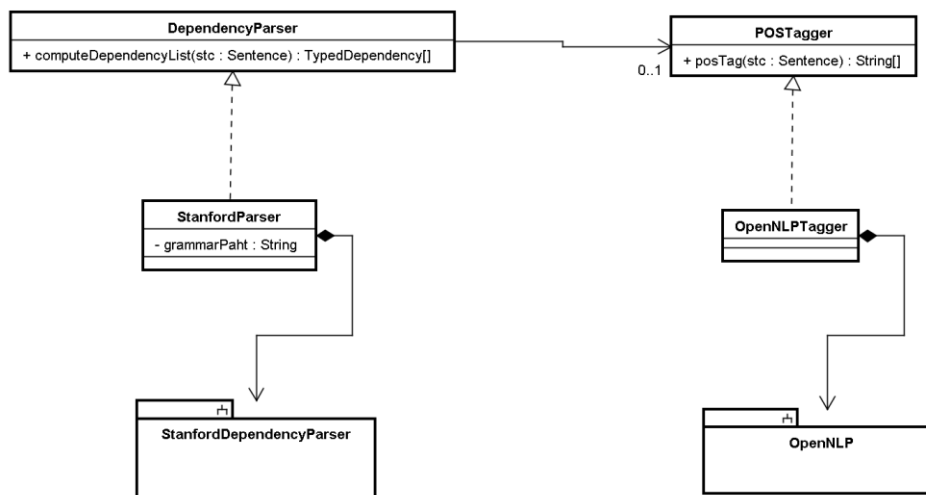 DependencyParser
+ computeDependencyList(stc : Sentence) : TypedDependency[]
POSTagger
+ posTag(stc : Sentence) : String[]
0..1
StanfordParser
- grammarPaht : String
OpenNLPTagger
StanfordDependencyParser
OpenNLP